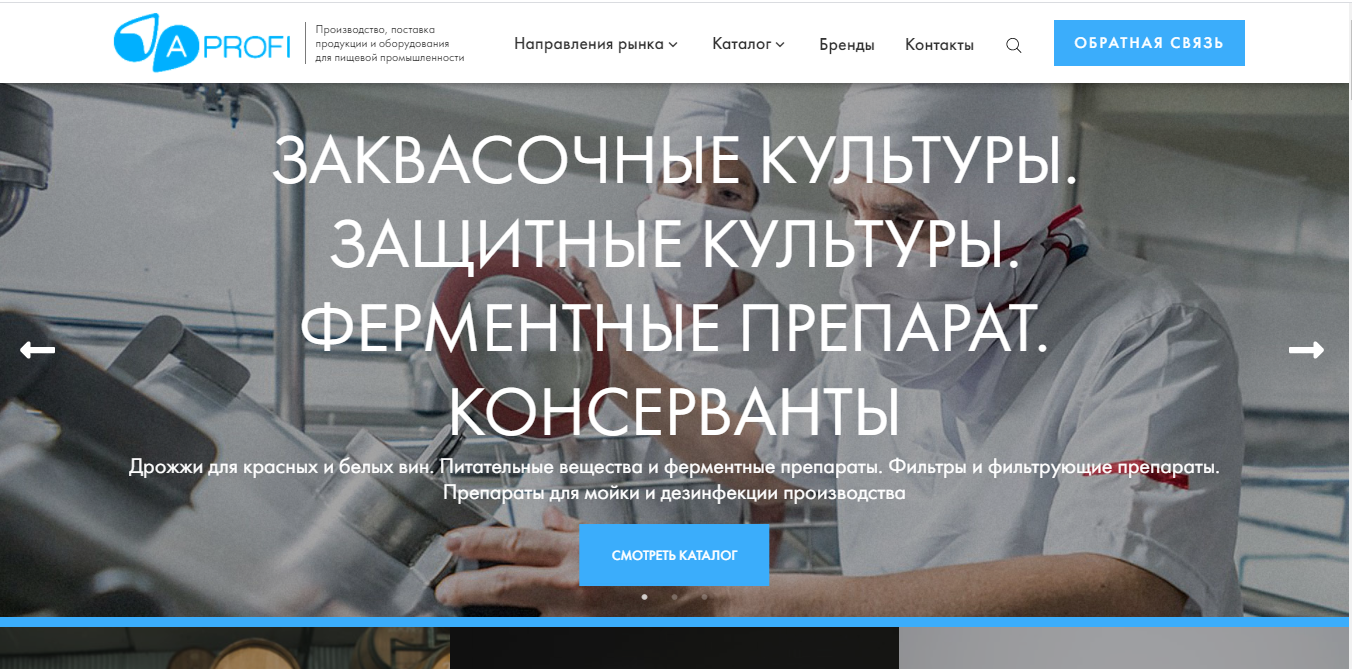 A PROFI
Производство, поставка
продукции и оборудования
для пищевой промышленности
Направления рынка
Каталог
Бренды
Контакты
ОБРАТНАЯ СВЯЗЬ
ЗАКВАСОЧНЫЕ КУЛЬТУРЫ.
ЗАЩИТНЫЕ КУЛЬТУРЫ.
ФЕРМЕНТНЫЕ ПРЕПАРАТ.
КОНСЕРВАНТЫ
Дрожжи для красных и белых вин. Питательные вещества и ферментные препараты. Фильтры и фильтрующие препараты.
Препараты для мойки и дезинфекции производства
СМОТРЕТЬ КАТАЛОГ